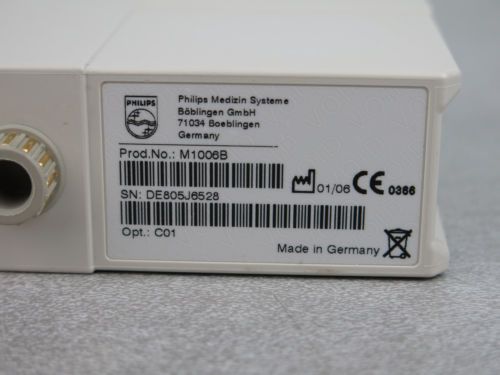 PHILIPS
Philips Medizin Systeme
Böblingen GmbH
71034 Boeblingen
Germany
Prod.No.: M1006B
01/06 CE 0366
SN: DE805J6528
Opt.: C01
Made in Germany